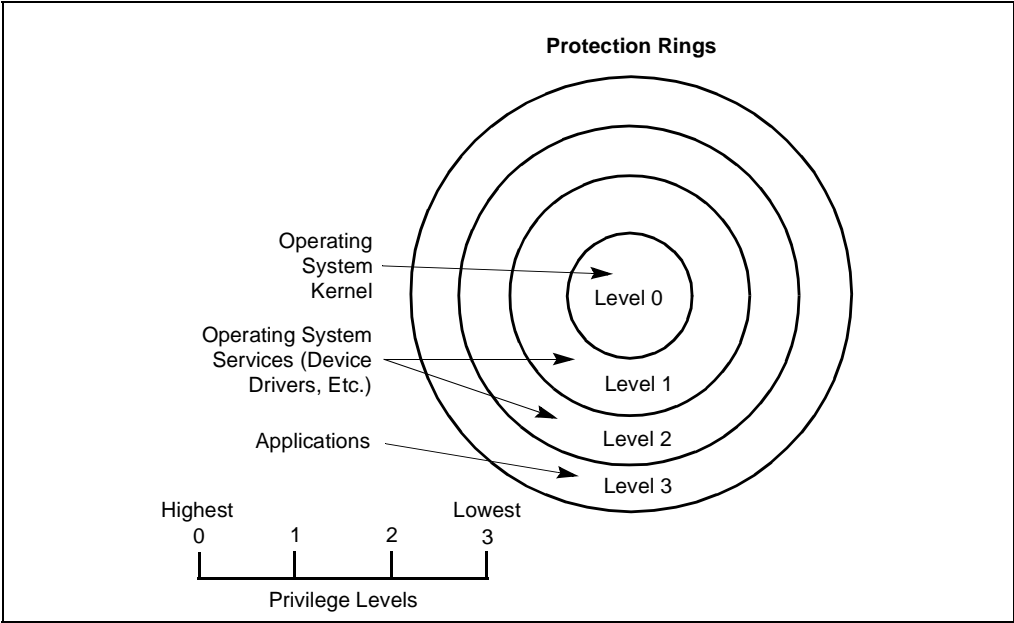 Protection Rings
Operating
System
Kernel
Level 0
Operating System
Services (Device
Drivers, Etc.)
Level 1
Level 2
Applications
Level 3
Highest
Lowest
0
1
2
3
Privilege Levels